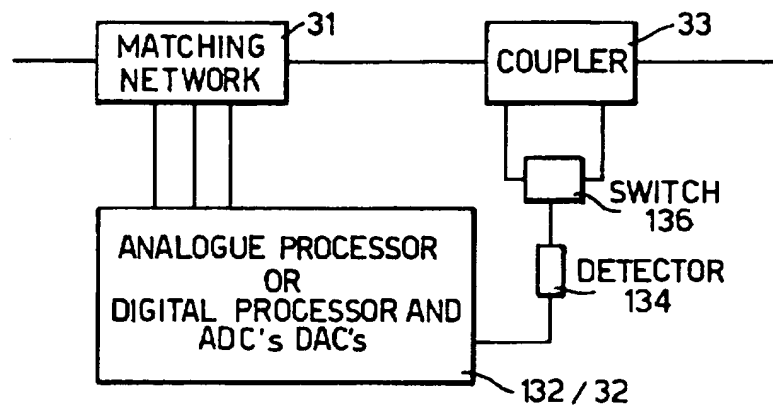 31
MATCHING
NETWORK
33
COUPLER
SWITCH
136
DETECTOR
134
ANALOGUE PROCESSOR
OR
DIGITAL PROCESSOR AND
ADC's DAC's
132/32